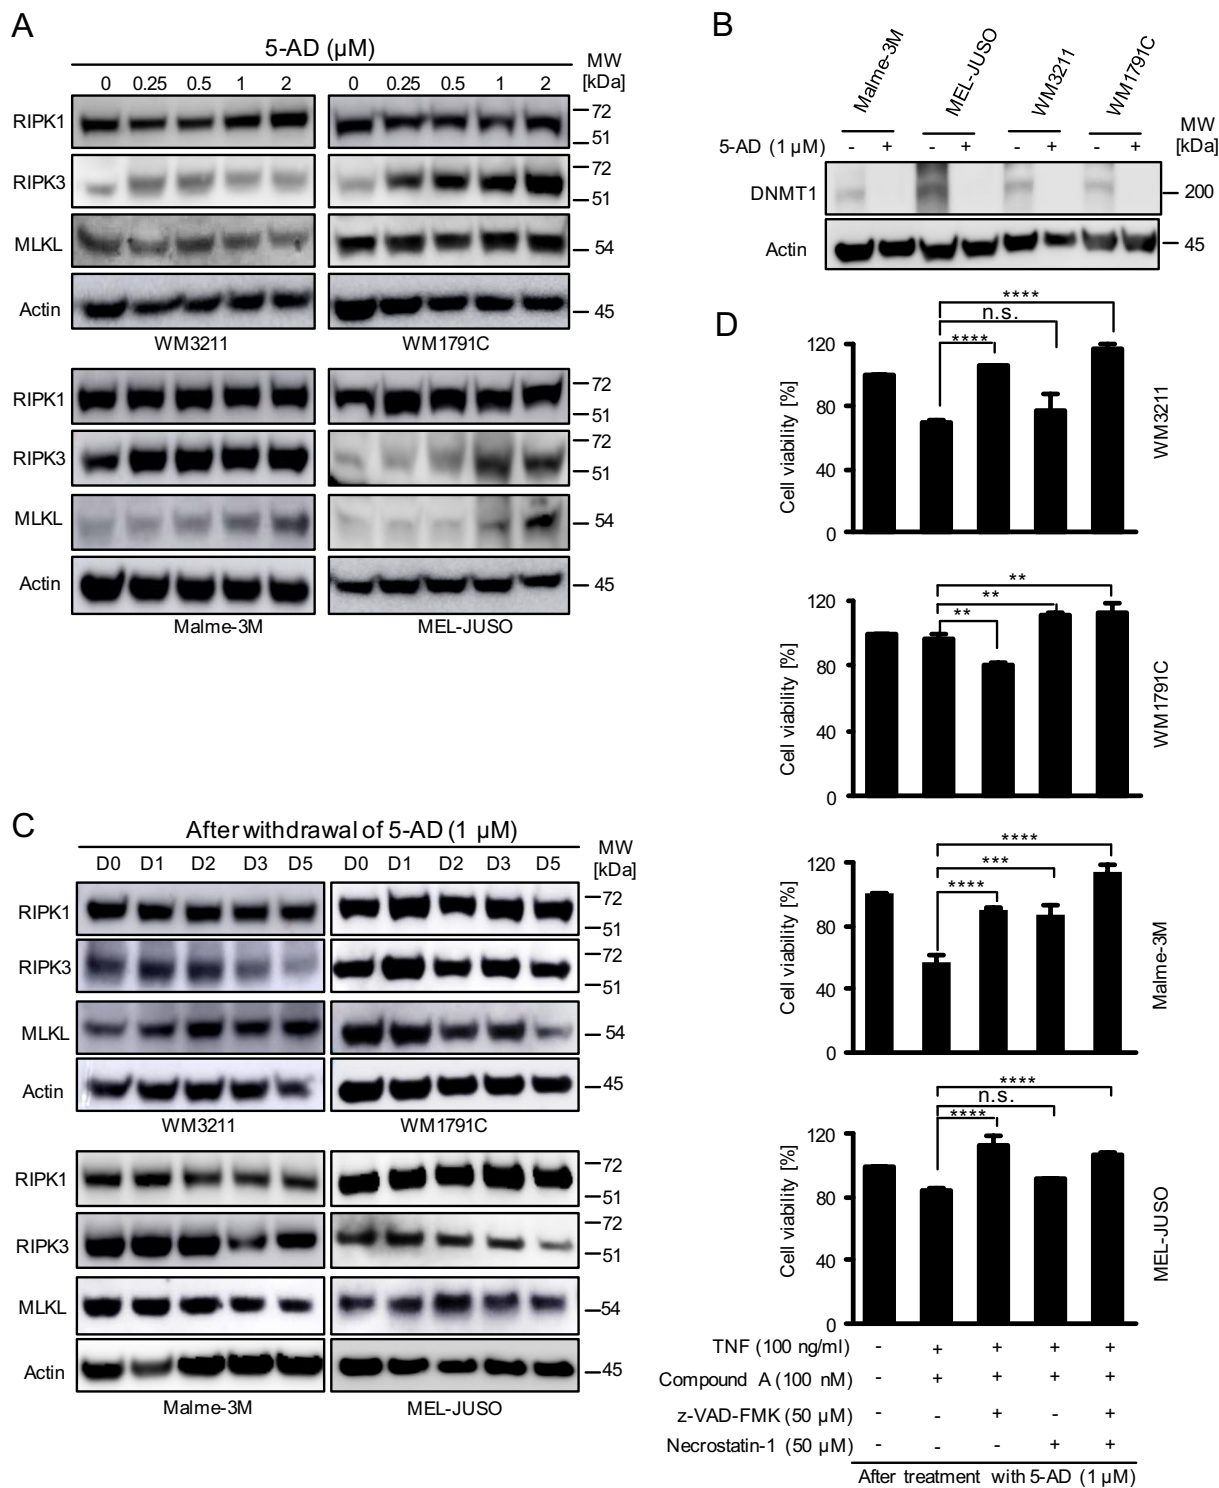 A
5-AD (µM)
MW
[kDa]
0 0.25 0.5 1 2 0 0.25 0.5 1 2
RIPK1
72
51
RIPK3
72
51
MLKL
54
Actin
45
WM3211 WM1791C
RIPK1
72
51
RIPK3
72
51
MLKL
54
Actin
45
Malme-3M MEL-JUSO
B
Malme-3M MEL-JUSO WM3211 WM1791C
MW
[kDa]
5-AD (1 µM) - + - + - + - +
DNMT1
200
Actin
45
C
After withdrawal of 5-AD (1 µM)
MW
[kDa]
D0 D1 D2 D3 D5 D0 D1 D2 D3 D5
RIPK1
72
51
RIPK3
72
51
MLKL
54
Actin
45
WM3211 WM1791C
RIPK1
72
51
RIPK3
72
51
MLKL
54
Actin
45
Malme-3M MEL-JUSO
D
****
n.s.
****
120
80
40
0
Cell viability [%]
WM3211
**
**
**
120
80
40
0
Cell viability [%]
WM1791C
****
***
****
120
80
40
0
Cell viability [%]
Malme-3M
****
n.s.
****
120
80
40
0
Cell viability [%]
MEL-JUSO
TNF (100 ng/ml) - + + + +
Compound A (100 nM) - + + + +
z-VAD-FMK (50 µM) - - + - +
Necrostatin-1 (50 µM) - - - + +
After treatment with 5-AD (1 µM)